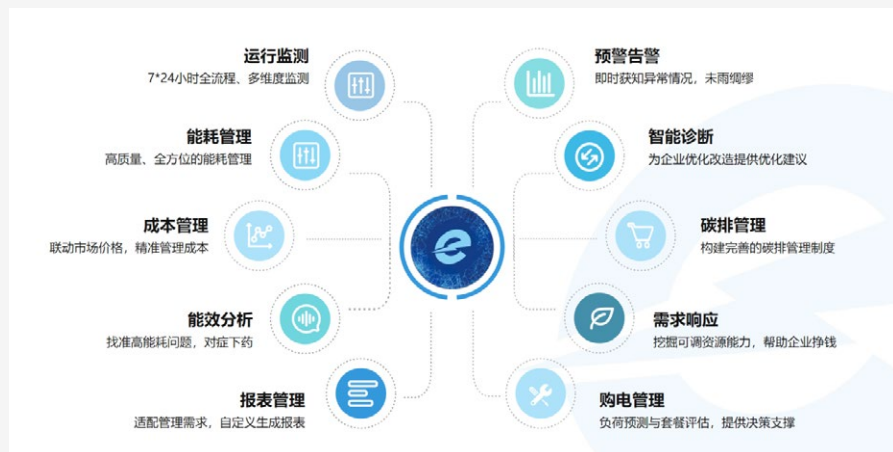 运行监测
7*24小时全流程、多维度监测
能耗管理
高质量、全方位的能耗管理
成本管理
联动市场价格，精准管理成本
能效分析
找准高能耗问题，对症下药
报表管理
适配管理需求，自定义生成报表
预警告警
即时获知异常情况，未雨绸缪
智能诊断
为企业优化改造提供优化建议
碳排管理
构建完善的碳排管理制度
需求响应
挖掘可调资源能力，帮助企业挣钱
购电管理
负荷预测与套餐评估，提供决策支撑